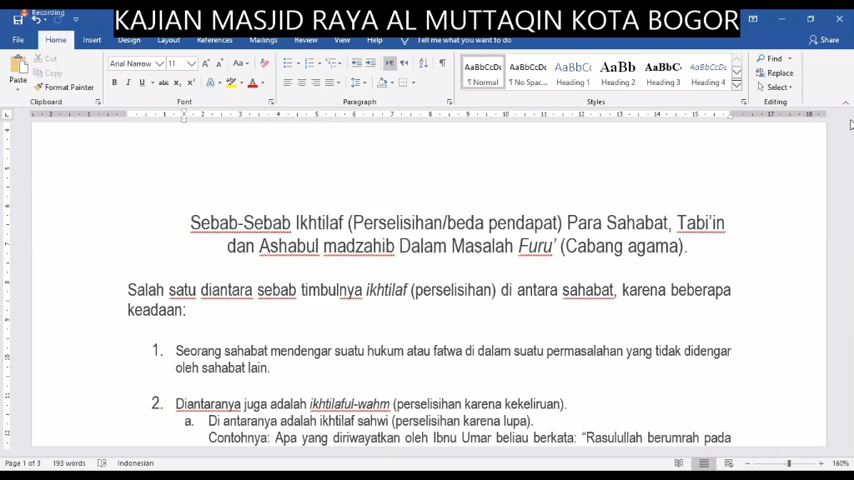 KAJIAN MASJID RAYA AL MUTTAQIN KOTA BOGOR
Recording
File Home Insert Draw Design Layout References Mailings Review View Help Tell me what you want to do Share
Paste Cut Copy Format Painter
Arial Narrow 11 A A Aa
B I U abc X₂ X² A
AaBbCcDc AaBbCcDc AaBbC AaBb AaBbC AaBbCcD
¶ Normal ¶ No Spac... Heading 1 Heading 2 Heading 3 Heading 4
Find
Replace
Select
Clipboard Font Paragraph Styles Editing
Sebab-Sebab Ikhtilaf (Perselisihan/beda pendapat) Para Sahabat, Tabi'in
dan Ashabul madzahib Dalam Masalah Furu' (Cabang agama).
Salah satu diantara sebab timbulnya ikhtilaf (perselisihan) di antara sahabat, karena beberapa
keadaan:
1. Seorang sahabat mendengar suatu hukum atau fatwa di dalam suatu permasalahan yang tidak didengar
oleh sahabat lain.
2. Diantaranya juga adalah ikhtilaful-wahm (perselisihan karena kekeliruan).
a. Di antaranya adalah ikhtilaf sahwi (perselisihan karena lupa).
Contohnya: Apa yang diriwayatkan oleh Ibnu Umar beliau berkata: “Rasulullah berumrah pada
Page 1 of 3 193 words Indonesian 160%